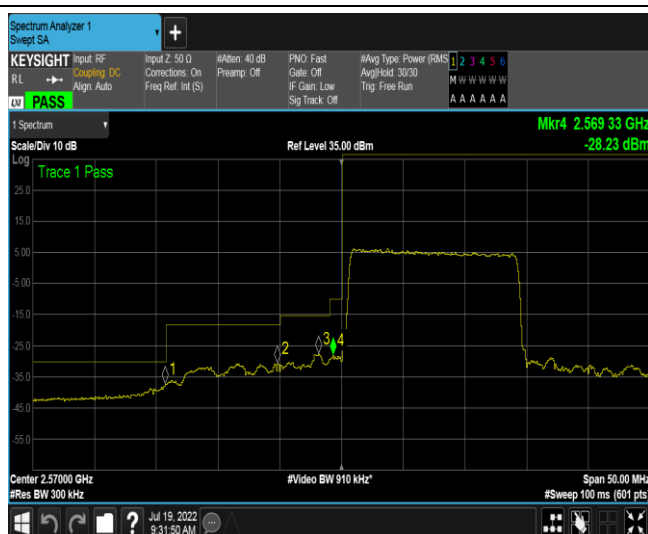 Spectrum Analyzer 1
Swept SA
+
KEYSIGHT
RL
LXI PASS
Input: RF
Coupling: DC
Align: Auto
Input Z: 50 Ω
Corrections: On
Freq Ref: Int (S)
#Atten: 40 dB
Preamp: Off
PNO: Fast
Gate: Off
IF Gain: Low
Sig Track: Off
#Avg Type: Power (RMS
Avg|Hold: 30/30
Trig: Free Run
1 2 3 4 5 6
M W W W W W
A A A A A A
1 Spectrum
Mkr4 2.569 33 GHz
Scale/Div 10 dB
Ref Level 35.00 dBm
-28.23 dBm
Log
Trace 1 Pass
25.0
15.0
5.00
-5.00
-15.0
-25.0
-35.0
-45.0
-55.0
1
2
3
4
Center 2.57000 GHz
#Video BW 910 kHz*
Span 50.00 MHz
#Res BW 300 kHz
#Sweep 100 ms (601 pts)
?
Jul 19, 2022
9:31:50 AM